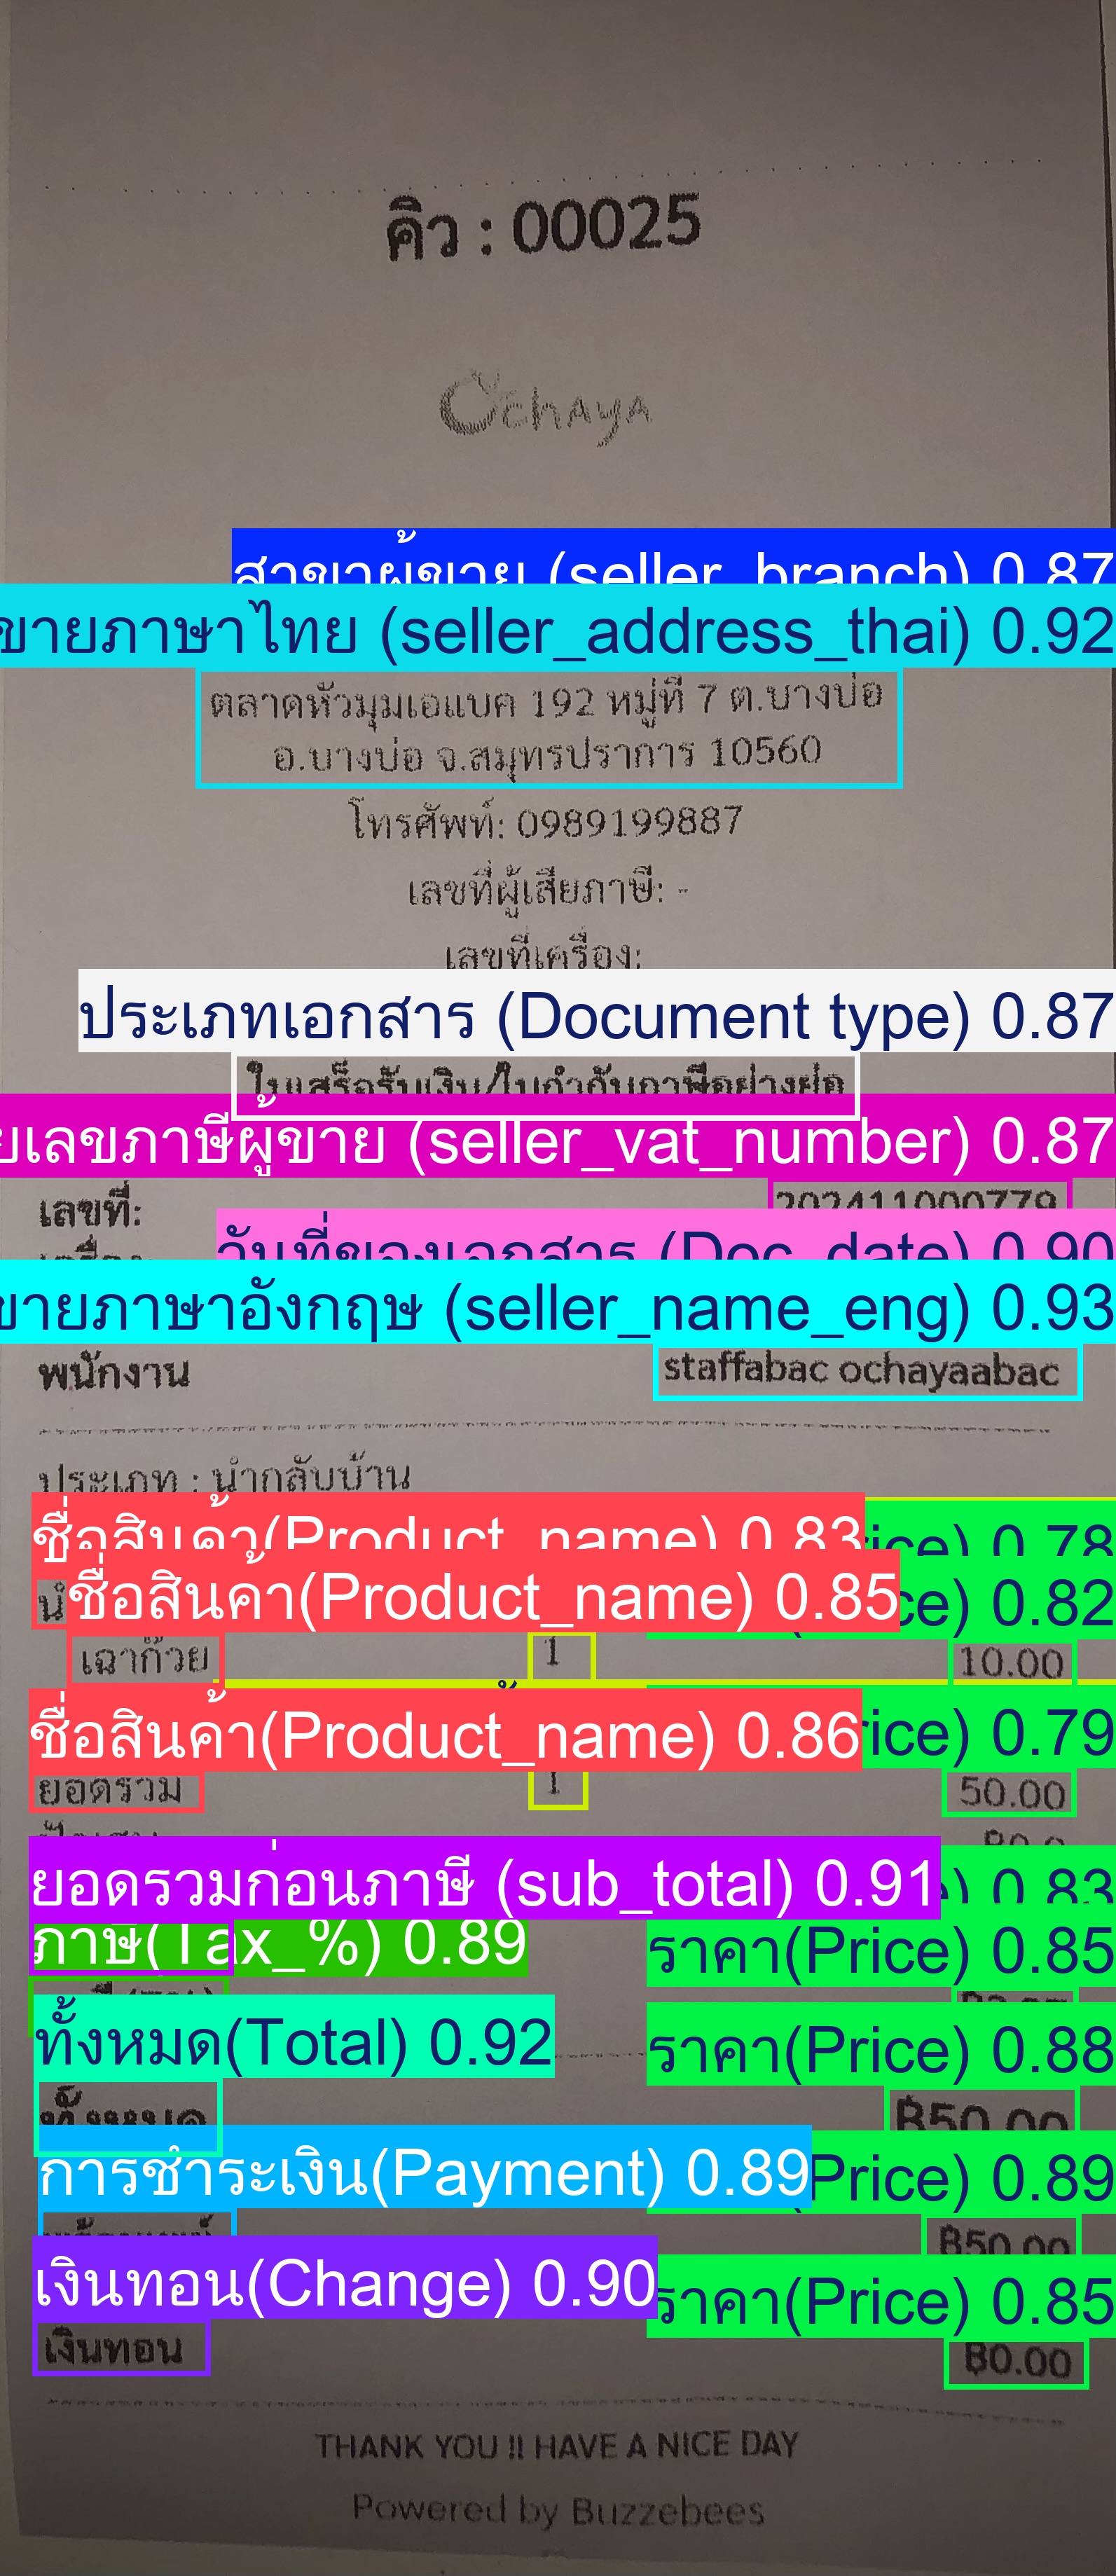 คิว : 00025
Ochaya
สาขาผู้ขาย (seller_branch) 0.87
ขายภาษาไทย (seller_address_thai) 0.92
ตลาดหัวมุมเอแบค 192 หมู่ที่ 7 ต.บางบ่อ
อ.บางบ่อ จ.สมุทรปราการ 10560
โทรศัพท์: 0989199887
เลขที่ผู้เสียภาษี: -
เลขที่เครื่อง:
ประเภทเอกสาร (Document type) 0.87
ใบเสร็จรับเงิน/ใบกำกับภาษีอย่างย่อ
ยเลขภาษีผู้ขาย (seller_vat_number) 0.87
เลขที่: 202411000779
วันที่ของเอกสาร (Doc_date) 0.90
ขายภาษาอังกฤษ (seller_name_eng) 0.93
พนักงาน staffabac ochayaabac
ประเภท : นำกลับบ้าน
ชื่อสินค้า(Product_name) 0.83 ice) 0.78
ชื่อสินค้า(Product_name) 0.85 ce) 0.82
เฉาก๊วย 1 10.00
ชื่อสินค้า(Product_name) 0.86 ice) 0.79
ยอดรวม 1 50.00
฿0.0
ยอดรวมก่อนภาษี (sub_total) 0.91 ) 0.83
ภาษี(Tax_%) 0.89 ราคา(Price) 0.85
ทั้งหมด(Total) 0.92 ราคา(Price) 0.88
ทั้งหมด ฿50.00
การชำระเงิน(Payment) 0.89 Price) 0.89
฿50.00
เงินทอน(Change) 0.90 ราคา(Price) 0.85
เงินทอน ฿0.00
THANK YOU !! HAVE A NICE DAY
Powered by Buzzebees